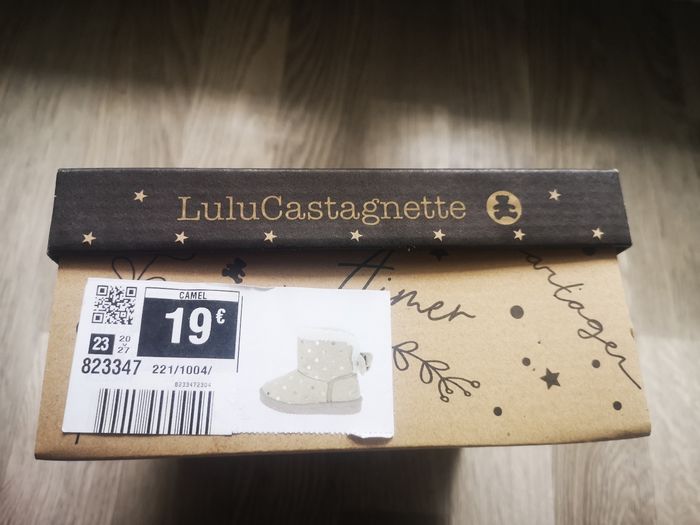 LuluCastagnette
Aimer
Partager
CAMEL
19€
23
20
27
823347
221/1004/
8233472304